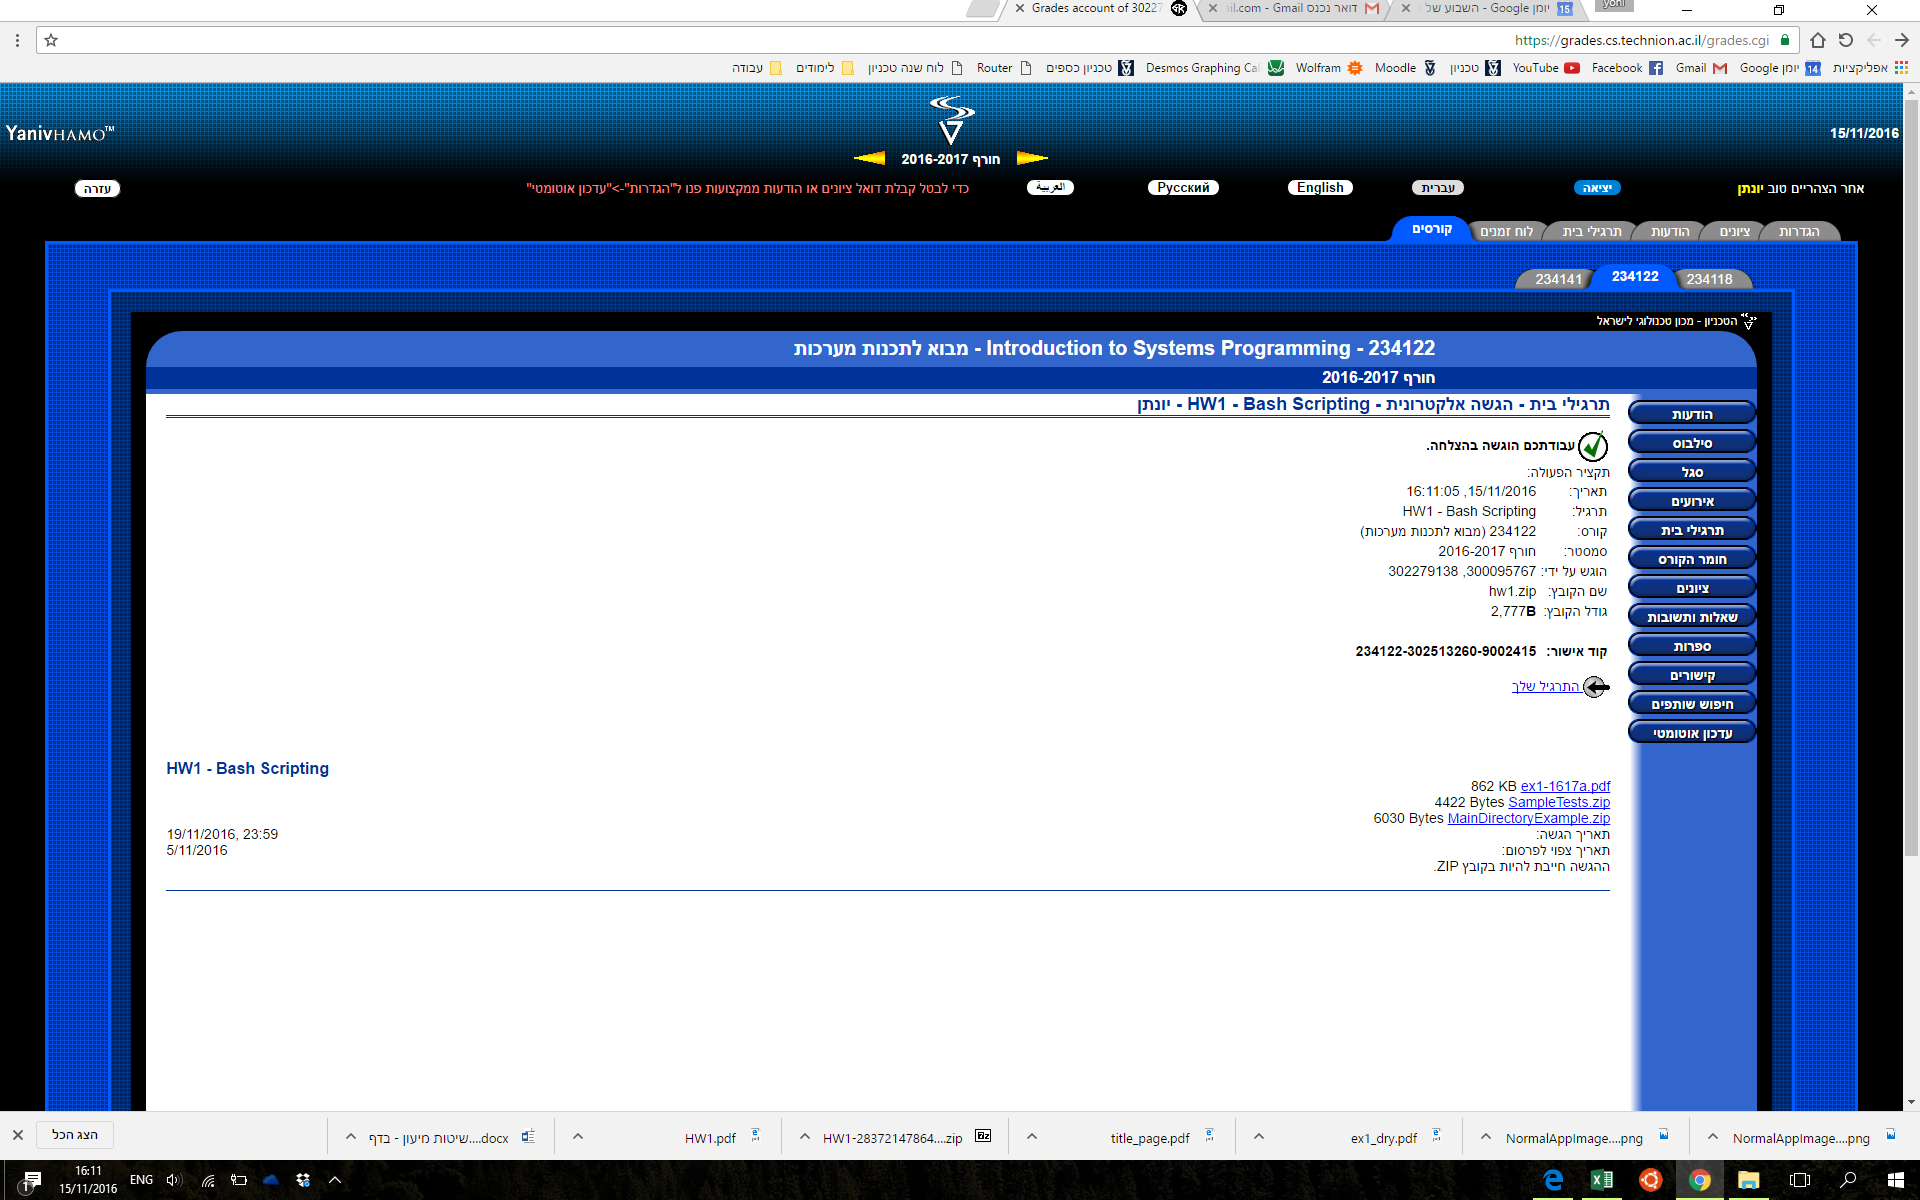 Grades account of 30227
דואר נכנס - Gmail - il.com
יומן Google - השבוע של
yoni
https://grades.cs.technion.ac.il/grades.cgi
אפליקציות יומן Google Gmail Facebook YouTube טכניון Moodle Wolfram Desmos Graphing Cal טכניון כספים Router לוח שנה טכניון לימודים עבודה
YanivHAMO™
15/11/2016
חורף 2016-2017
אחר הצהריים טוב יונתן
יציאה
עברית
English
Русский
العربية
כדי לבטל קבלת דואל ציונים או הודעות ממקצועות פנו ל"הגדרות"->"עדכון אוטומטי"
עזרה
הגדרות ציונים הודעות תרגילי בית לוח זמנים קורסים
234118 234122 234141
הטכניון - מכון טכנולוגי לישראל
234122 - Introduction to Systems Programming - מבוא לתכנות מערכות
חורף 2016-2017
הודעות
סילבוס
סגל
אירועים
תרגילי בית
חומר הקורס
ציונים
שאלות ותשובות
ספרות
קישורים
חיפוש שותפים
עדכון אוטומטי
תרגילי בית - הגשה אלקטרונית - HW1 - Bash Scripting - יונתן
עבודתכם הוגשה בהצלחה.
תקציר הפעולה:
תאריך: 15/11/2016, 16:11:05
תרגיל: HW1 - Bash Scripting
קורס: 234122 (מבוא לתכנות מערכות)
סמסטר: חורף 2016-2017
הוגש על ידי: 300095767, 302279138
שם הקובץ: hw1.zip
גודל הקובץ: 2,777B
קוד אישור: 234122-302513260-9002415
התרגיל שלך
HW1 - Bash Scripting
ex1-1617a.pdf 862 KB
SampleTests.zip 4422 Bytes
MainDirectoryExample.zip 6030 Bytes
תאריך הגשה: 19/11/2016, 23:59
תאריך צפוי לפרסום: 5/11/2016
ההגשה חייבת להיות בקובץ ZIP.
NormalAppImage....png
NormalAppImage....png
ex1_dry.pdf
title_page.pdf
HW1-28372147864....zip
HW1.pdf
שיטות מיעון - בדף....docx
הצג הכל
ENG
16:11
15/11/2016
1